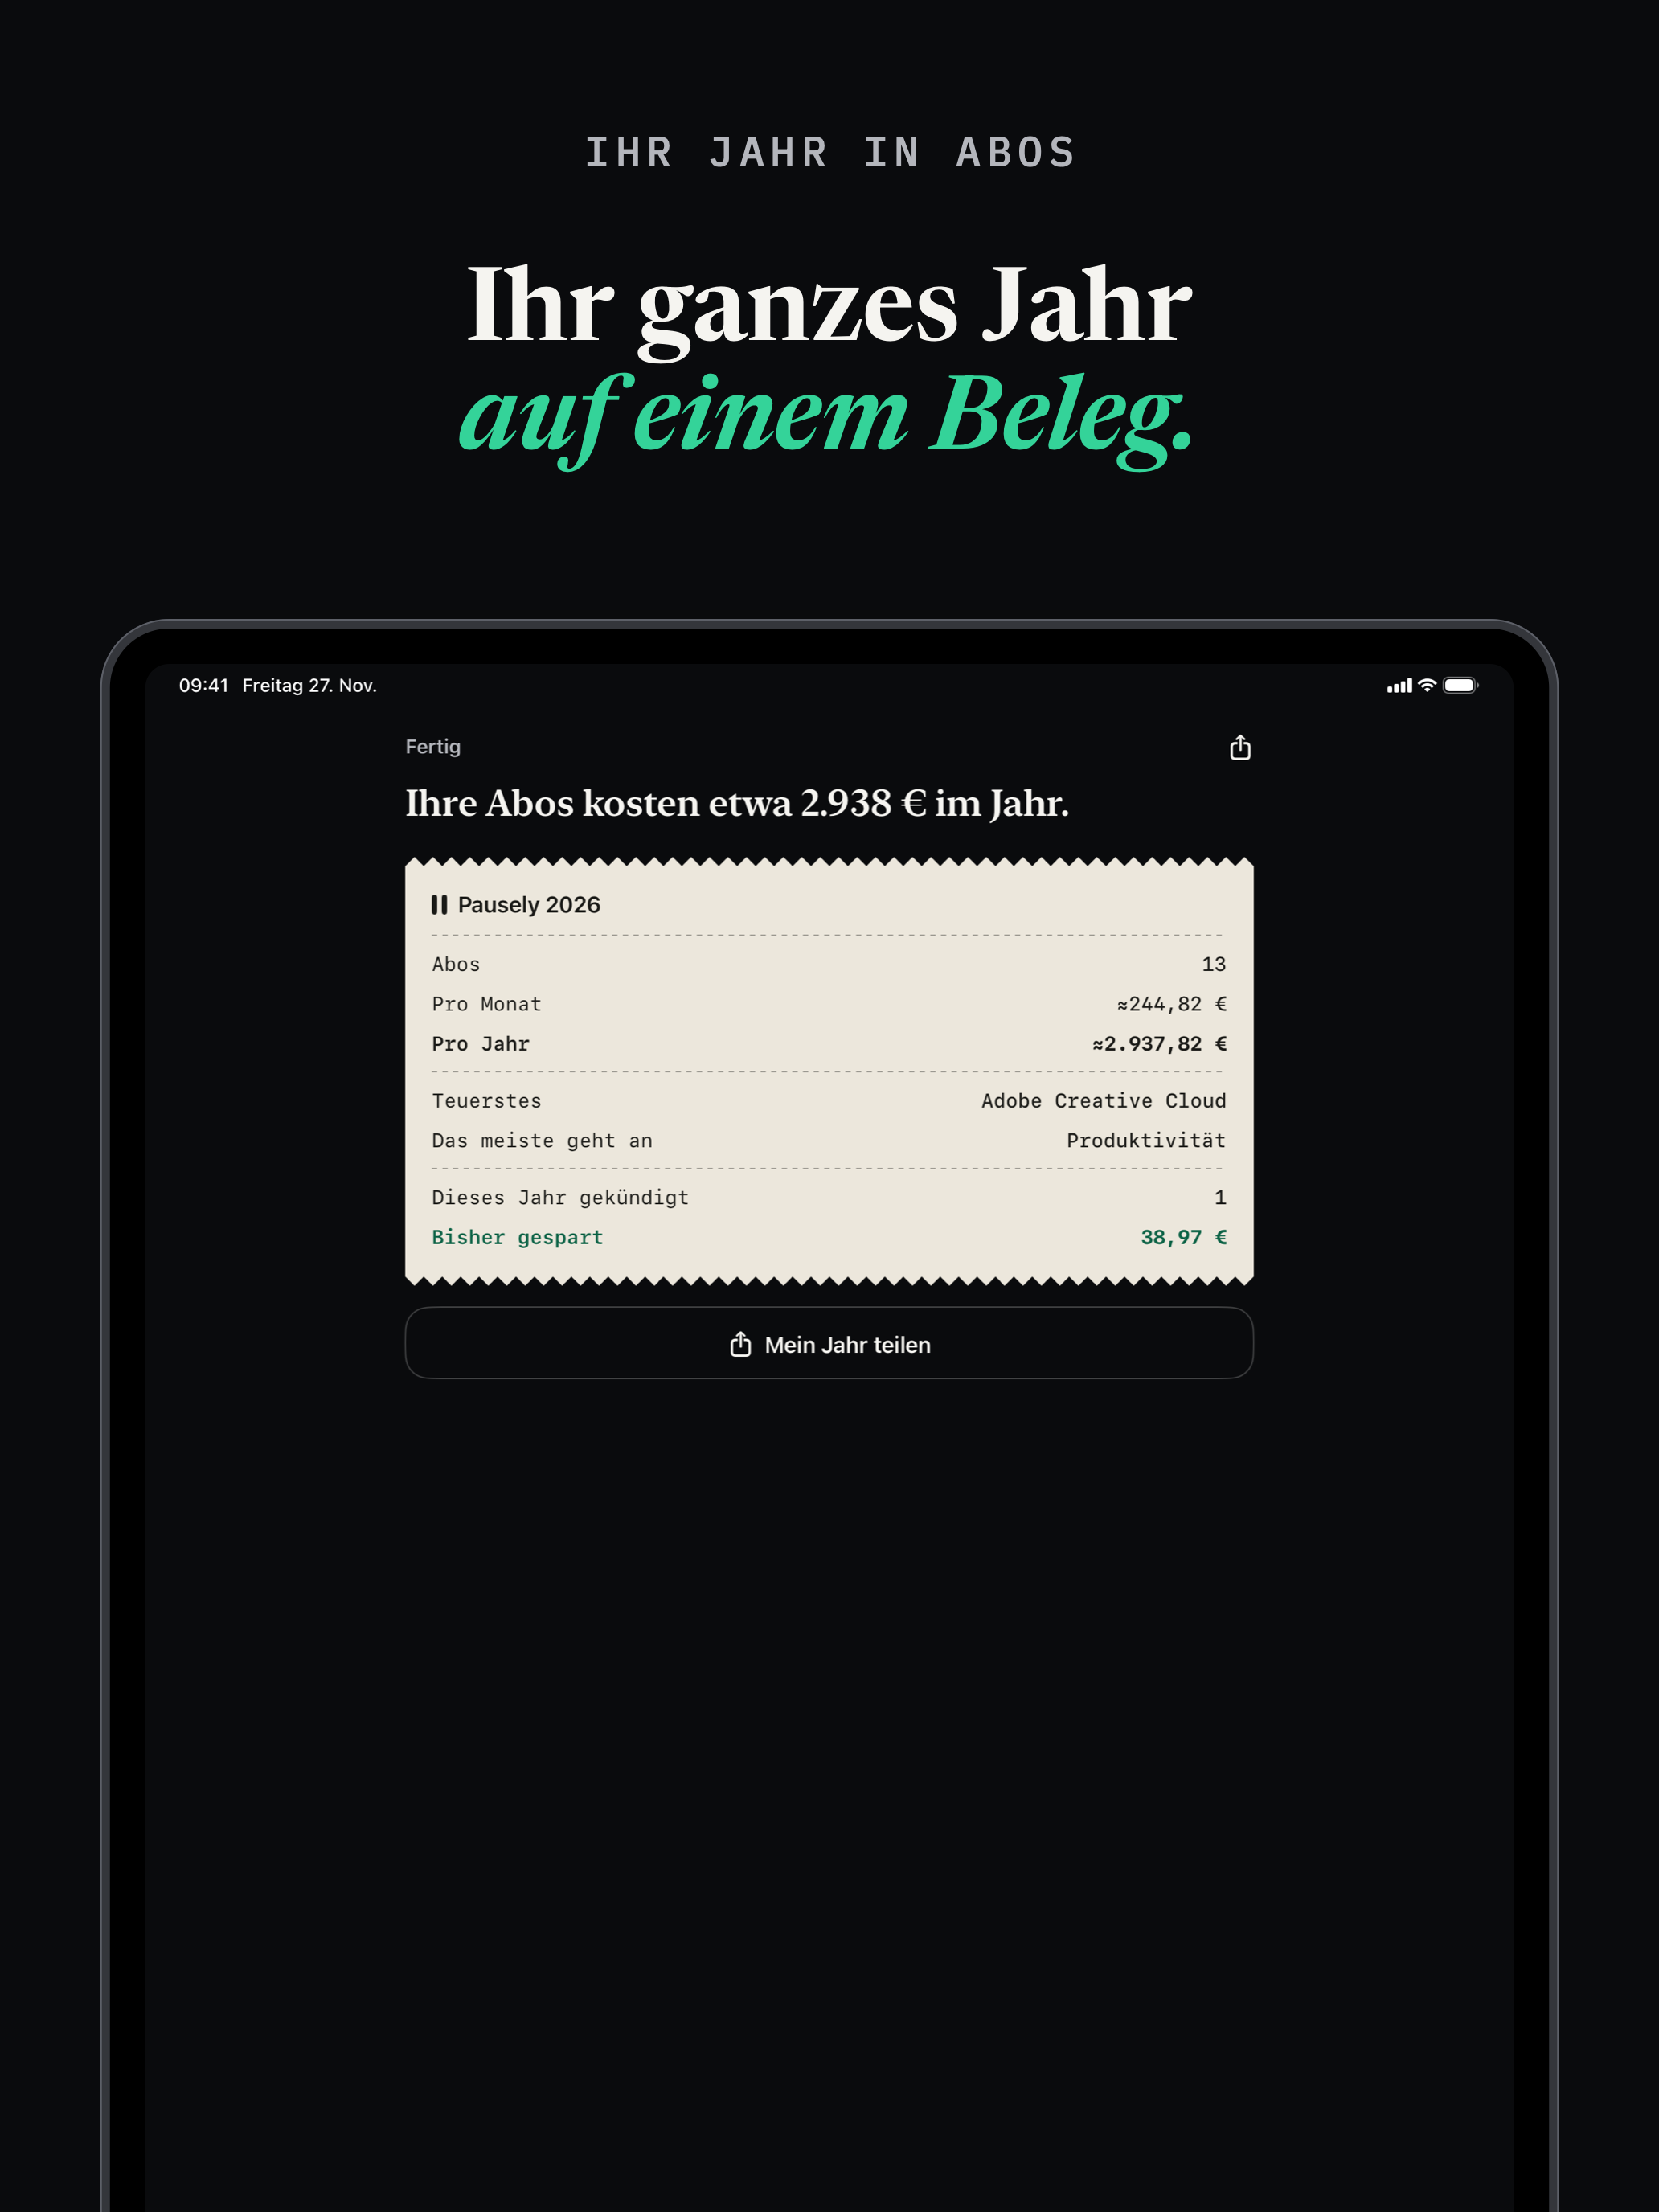 IHR JAHR IN ABOS
Ihr ganzes Jahr
auf einem Beleg.
09:41 Freitag 27. Nov.
Fertig
Ihre Abos kosten etwa 2.938 € im Jahr.
Pausely 2026
Abos 13
Pro Monat ≈244,82 €
Pro Jahr ≈2.937,82 €
Teuerstes Adobe Creative Cloud
Das meiste geht an Produktivität
Dieses Jahr gekündigt 1
Bisher gespart 38,97 €
Mein Jahr teilen